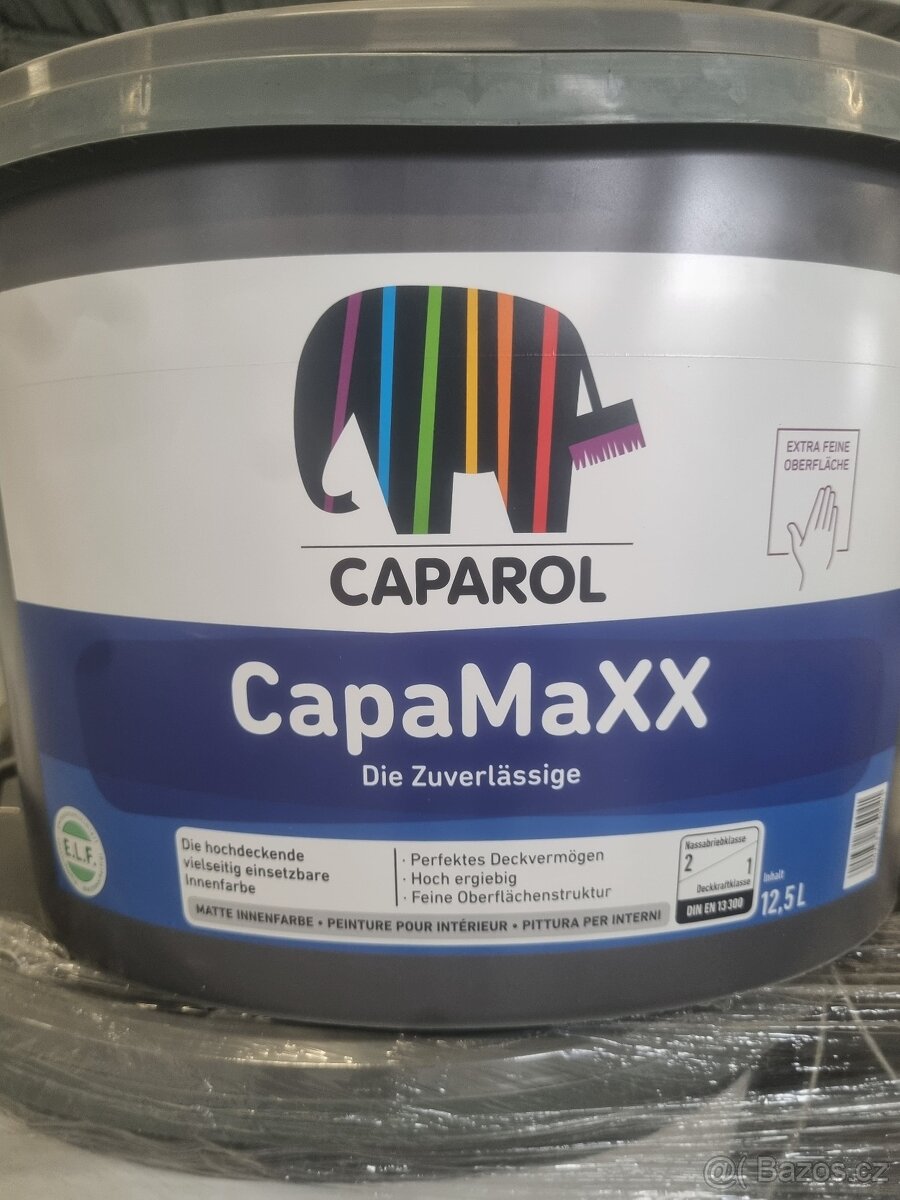 EXTRA FEINE
OBERFLÄCHE
CAPAROL
CapaMaXX
Die Zuverlässige
E.L.F.
Die hochdeckende
vielseitig einsetzbare
Innenfarbe
· Perfektes Deckvermögen
· Hoch ergiebig
· Feine Oberflächenstruktur
Nassabriebklasse
2
1
Deckkraftklasse
DIN EN 13 300
Inhalt
12,5 L
MATTE INNENFARBE • PEINTURE POUR INTÉRIEUR • PITTURA PER INTERNI
@( Bazos.cz